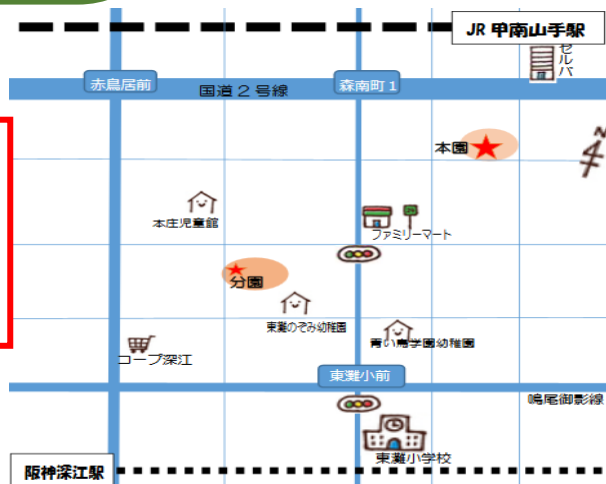 JR 甲南山手駅
セルバ
赤鳥居前
国道2号線
森南町1
本園
N
本庄児童館
ファミリーマート
分園
東灘のぞみ幼稚園
青い鳥学園幼稚園
コープ深江
東灘小前
鳴尾御影線
東灘小学校
阪神深江駅